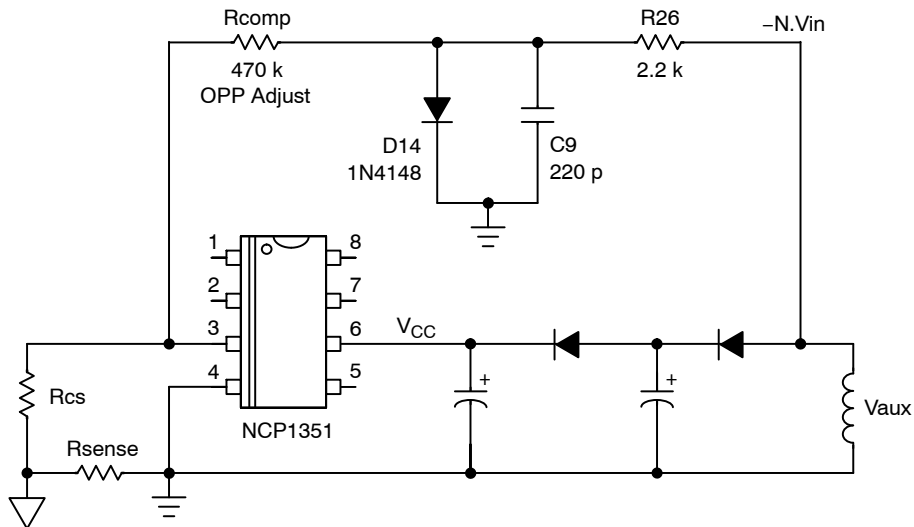 Rcomp
470 k
OPP Adjust
R26
2.2 k
−N.Vin
D14
1N4148
C9
220 p
1
2
3
4
8
7
6
5
NCP1351
VCC
+
+
Rcs
Rsense
Vaux